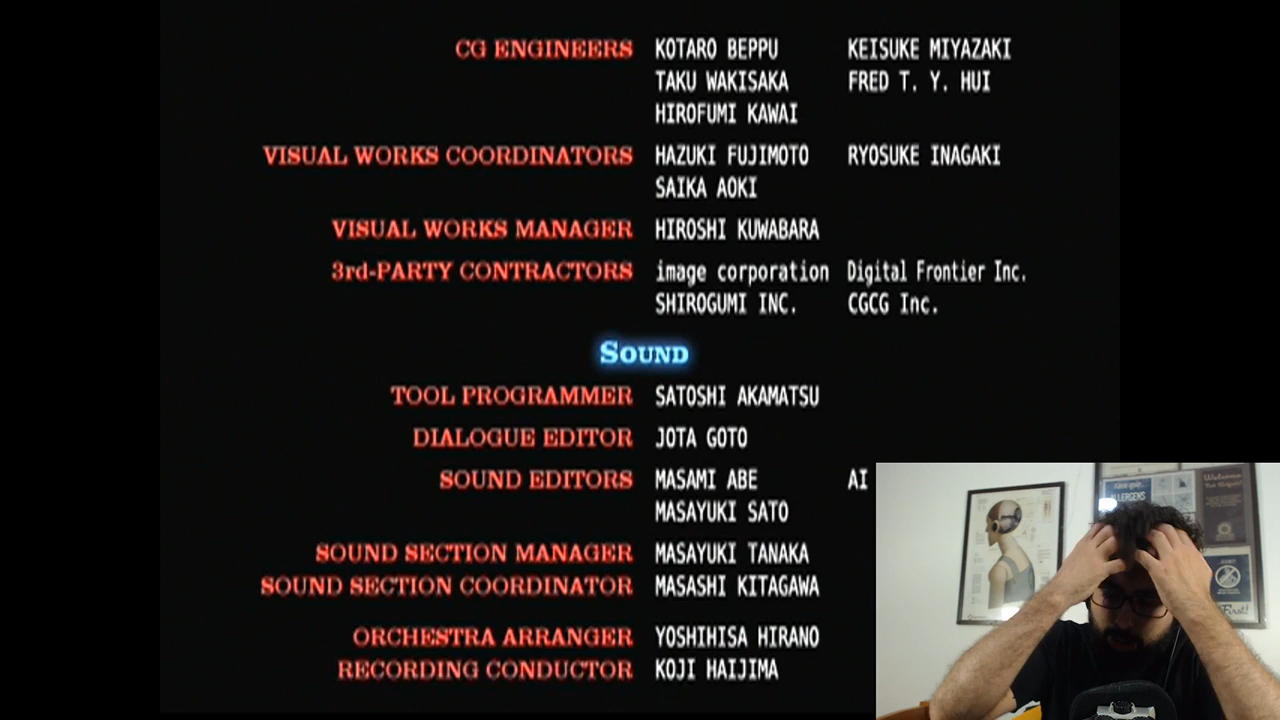 CG ENGINEERS KOTARO BEPPU KEISUKE MIYAZAKI
TAKU WAKISAKA FRED T. Y. HUI
HIROFUMI KAWAI
VISUAL WORKS COORDINATORS HAZUKI FUJIMOTO RYOSUKE INAGAKI
SAIKA AOKI
VISUAL WORKS MANAGER HIROSHI KUWABARA
3rd-PARTY CONTRACTORS image corporation Digital Frontier Inc.
SHIROGUMI INC. CGCG Inc.
SOUND
TOOL PROGRAMMER SATOSHI AKAMATSU
DIALOGUE EDITOR JOTA GOTO
SOUND EDITORS MASAMI ABE AI
MASAYUKI SATO
SOUND SECTION MANAGER MASAYUKI TANAKA
SOUND SECTION COORDINATOR MASASHI KITAGAWA
ORCHESTRA ARRANGER YOSHIHISA HIRANO
RECORDING CONDUCTOR KOJI HAIJIMA
ALLERGENS
Welcome
First!